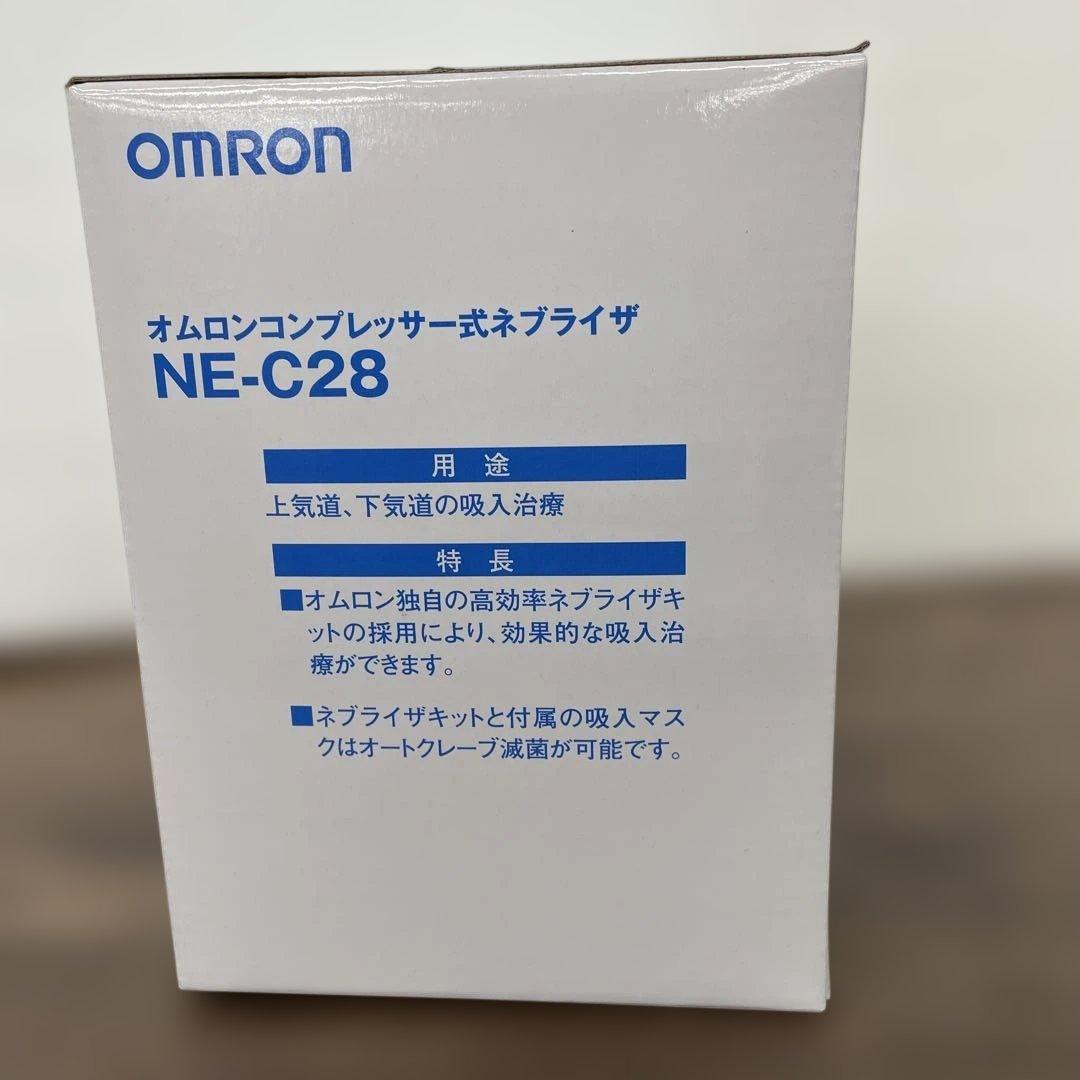 OMRON
オムロンコンプレッサー式ネブライザ
NE-C28
用 途
上気道、下気道の吸入治療
特 長
■オムロン独自の高効率ネブライザキ
ットの採用により、効果的な吸入治
療ができます。
■ネブライザキットと付属の吸入マス
クはオートクレーブ滅菌が可能です。